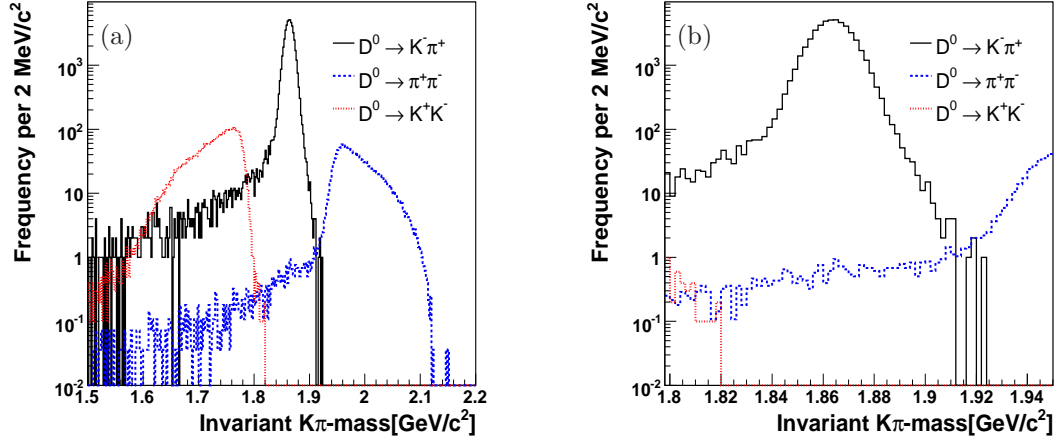 (a)
Frequency per 2 MeV/c²
10³
10²
10
1
10⁻¹
10⁻²
D⁰ → K⁻π⁺
D⁰ → π⁺π⁻
D⁰ → K⁺K⁻
1.5 1.6 1.7 1.8 1.9 2 2.1 2.2
Invariant Kπ-mass[GeV/c²]
(b)
Frequency per 2 MeV/c²
10³
10²
10
1
10⁻¹
10⁻²
D⁰ → K⁻π⁺
D⁰ → π⁺π⁻
D⁰ → K⁺K⁻
1.8 1.82 1.84 1.86 1.88 1.9 1.92 1.94
Invariant Kπ-mass[GeV/c²]